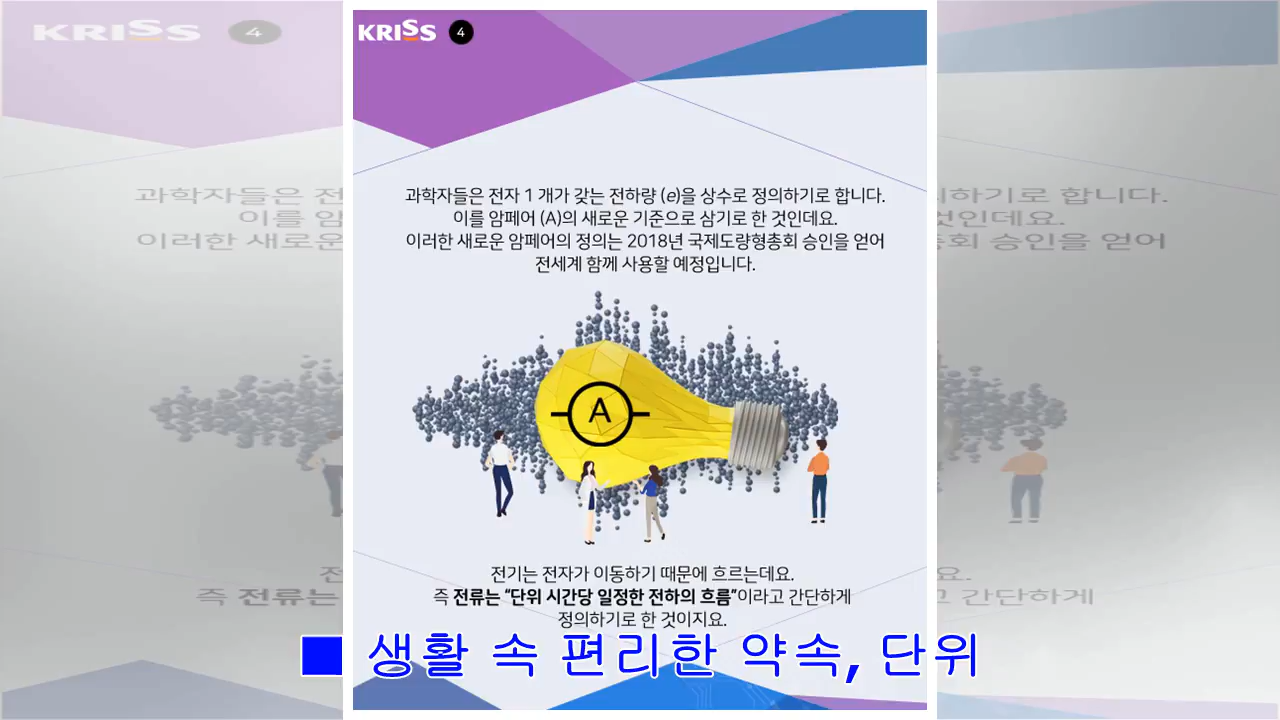 KRISS 4
과학자들은 전자 1 개가 갖는 전하량 (e)을 상수로 정의하기로 합니다.
이를 암페어 (A)의 새로운 기준으로 삼기로 한 것인데요.
이러한 새로운 암페어의 정의는 2018년 국제도량형총회 승인을 얻어
전세계 함께 사용할 예정입니다.
A
전기는 전자가 이동하기 때문에 흐르는데요.
즉 전류는 “단위 시간당 일정한 전하의 흐름”이라고 간단하게
정의하기로 한 것이지요.
■ 생활 속 편리한 약속, 단위